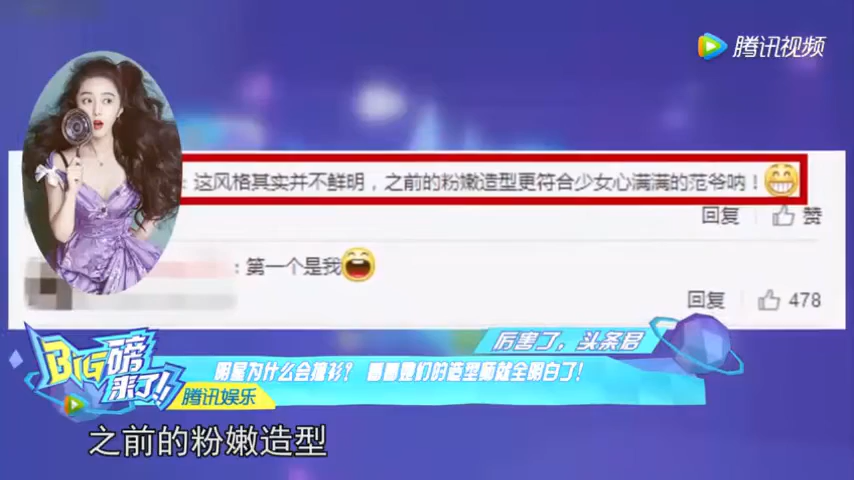 腾讯视频
：这风格其实并不鲜明，之前的粉嫩造型更符合少女心满满的范爷呐！
回复 赞
：第一个是我
回复 478
厉害了，头条君
BIG磅来了!!
明星为什么会撞衫？看看她们的造型师就全明白了！
腾讯娱乐
之前的粉嫩造型